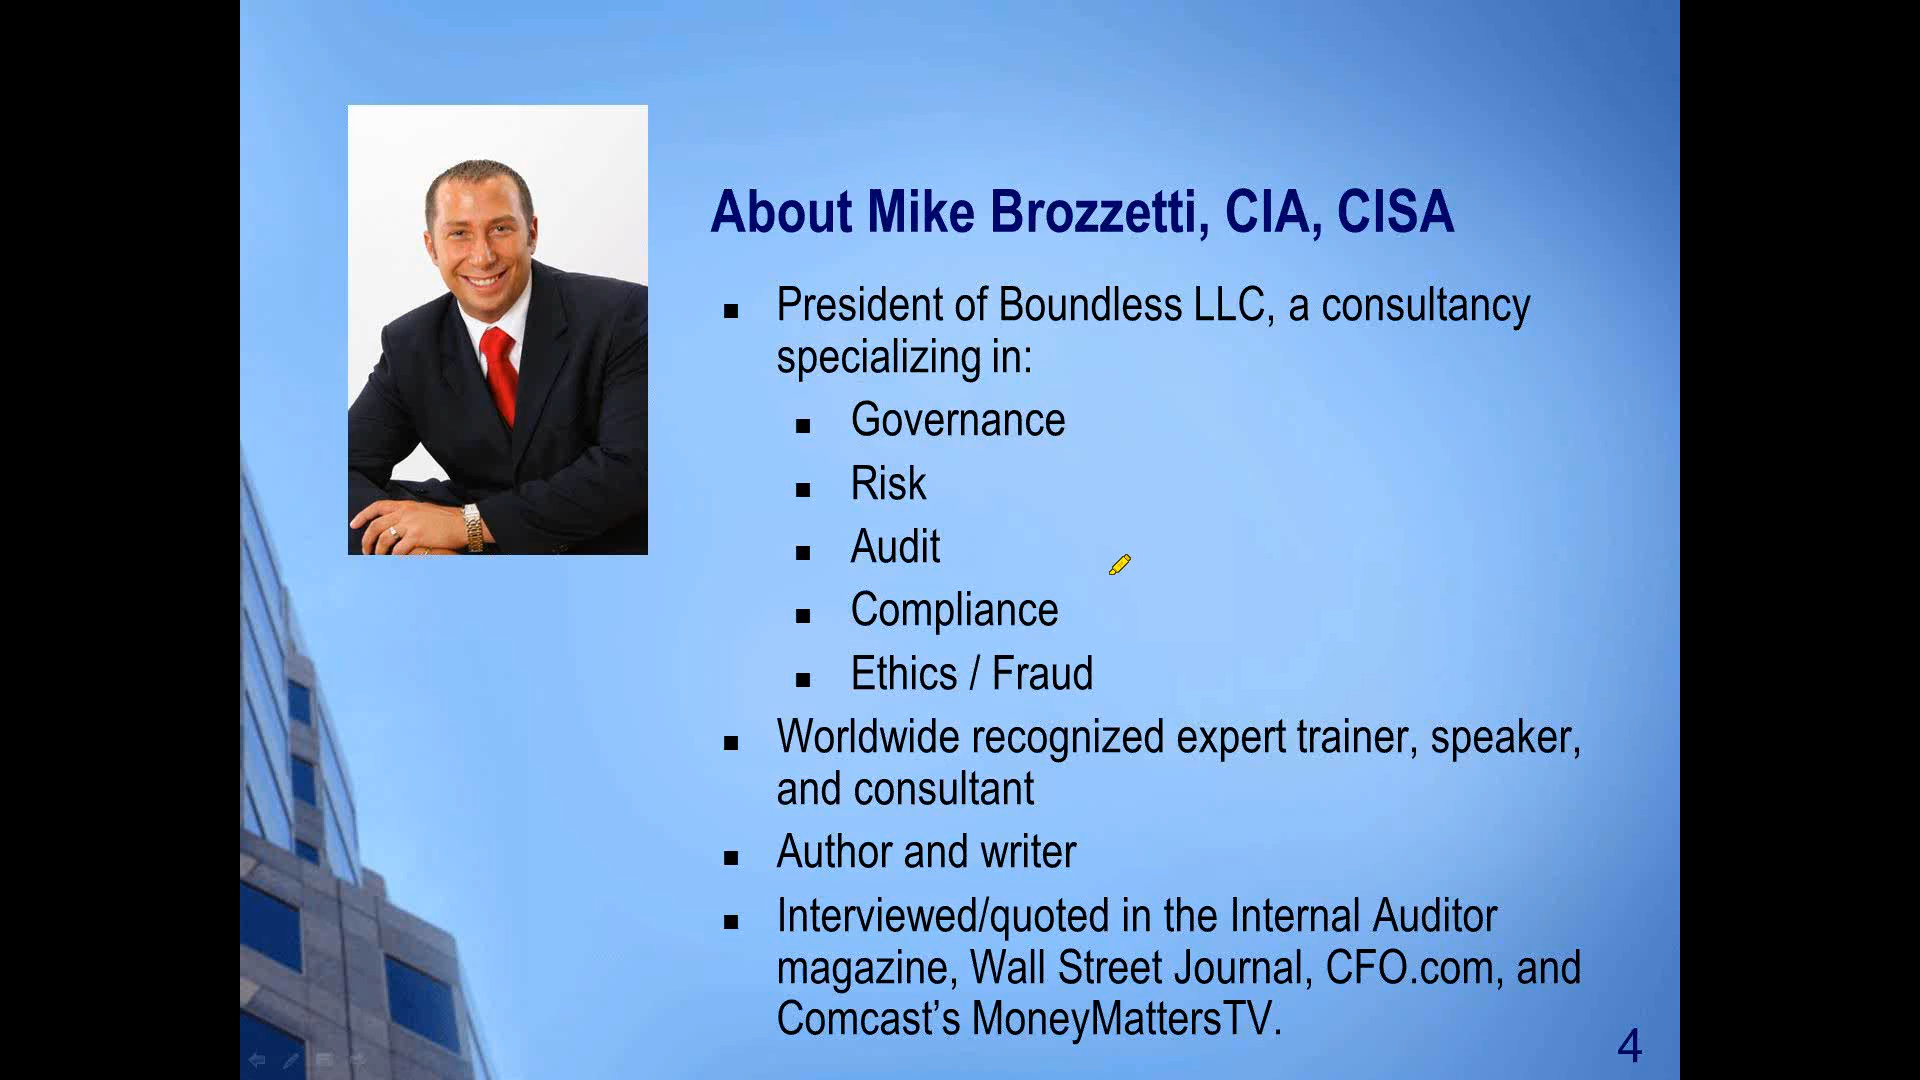 About Mike Brozzetti, CIA, CISA
President of Boundless LLC, a consultancy
specializing in:
Governance
Risk
Audit
Compliance
Ethics / Fraud
Worldwide recognized expert trainer, speaker,
and consultant
Author and writer
Interviewed/quoted in the Internal Auditor
magazine, Wall Street Journal, CFO.com, and
Comcast’s MoneyMattersTV.
4